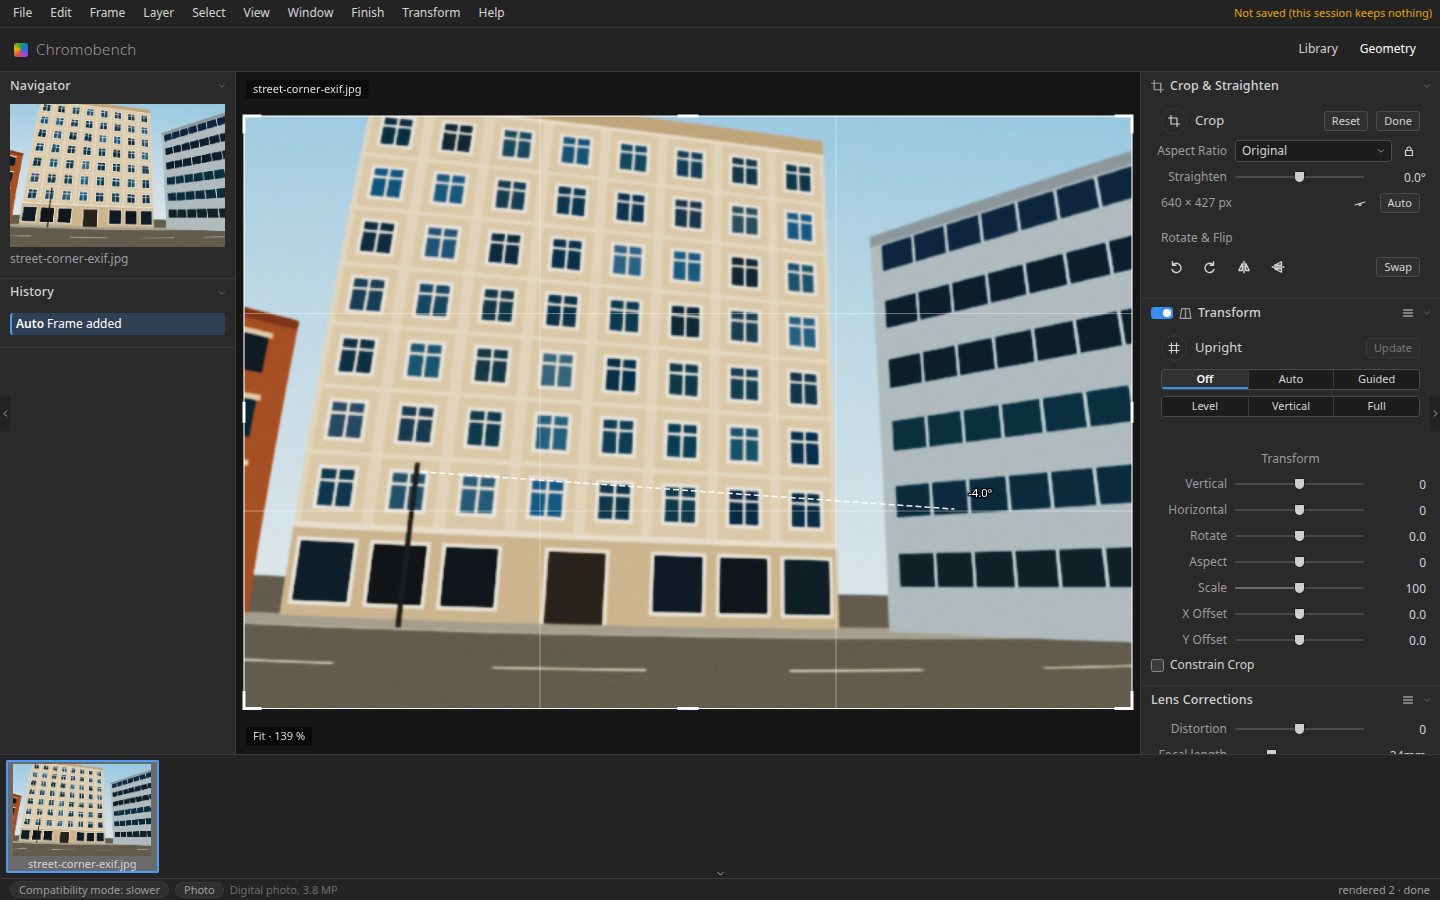 File Edit Frame Layer Select View Window Finish Transform Help Not saved (this session keeps nothing)
Chromobench Library Geometry
Navigator
street-corner-exif.jpg
History
Auto Frame added
street-corner-exif.jpg
-4.0°
Fit · 139 %
Crop & Straighten
Crop Reset Done
Aspect Ratio Original
Straighten 0.0°
640 × 427 px Auto
Rotate & Flip
Swap
Transform
Upright Update
Off Auto Guided
Level Vertical Full
Transform
Vertical 0
Horizontal 0
Rotate 0.0
Aspect 0
Scale 100
X Offset 0.0
Y Offset 0.0
Constrain Crop
Lens Corrections
Distortion 0
Focal length 24mm
street-corner-exif.jpg
Compatibility mode: slower Photo Digital photo, 3.8 MP rendered 2 · done